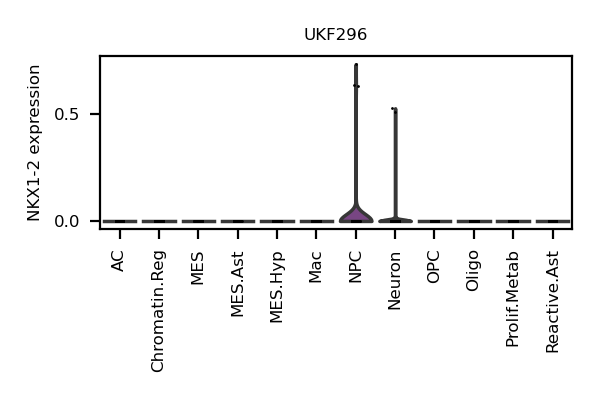 UKF296
NKX1-2 expression
0.5
0.0
AC
Chromatin.Reg
MES
MES.Ast
MES.Hyp
Mac
NPC
Neuron
OPC
Oligo
Prolif.Metab
Reactive.Ast